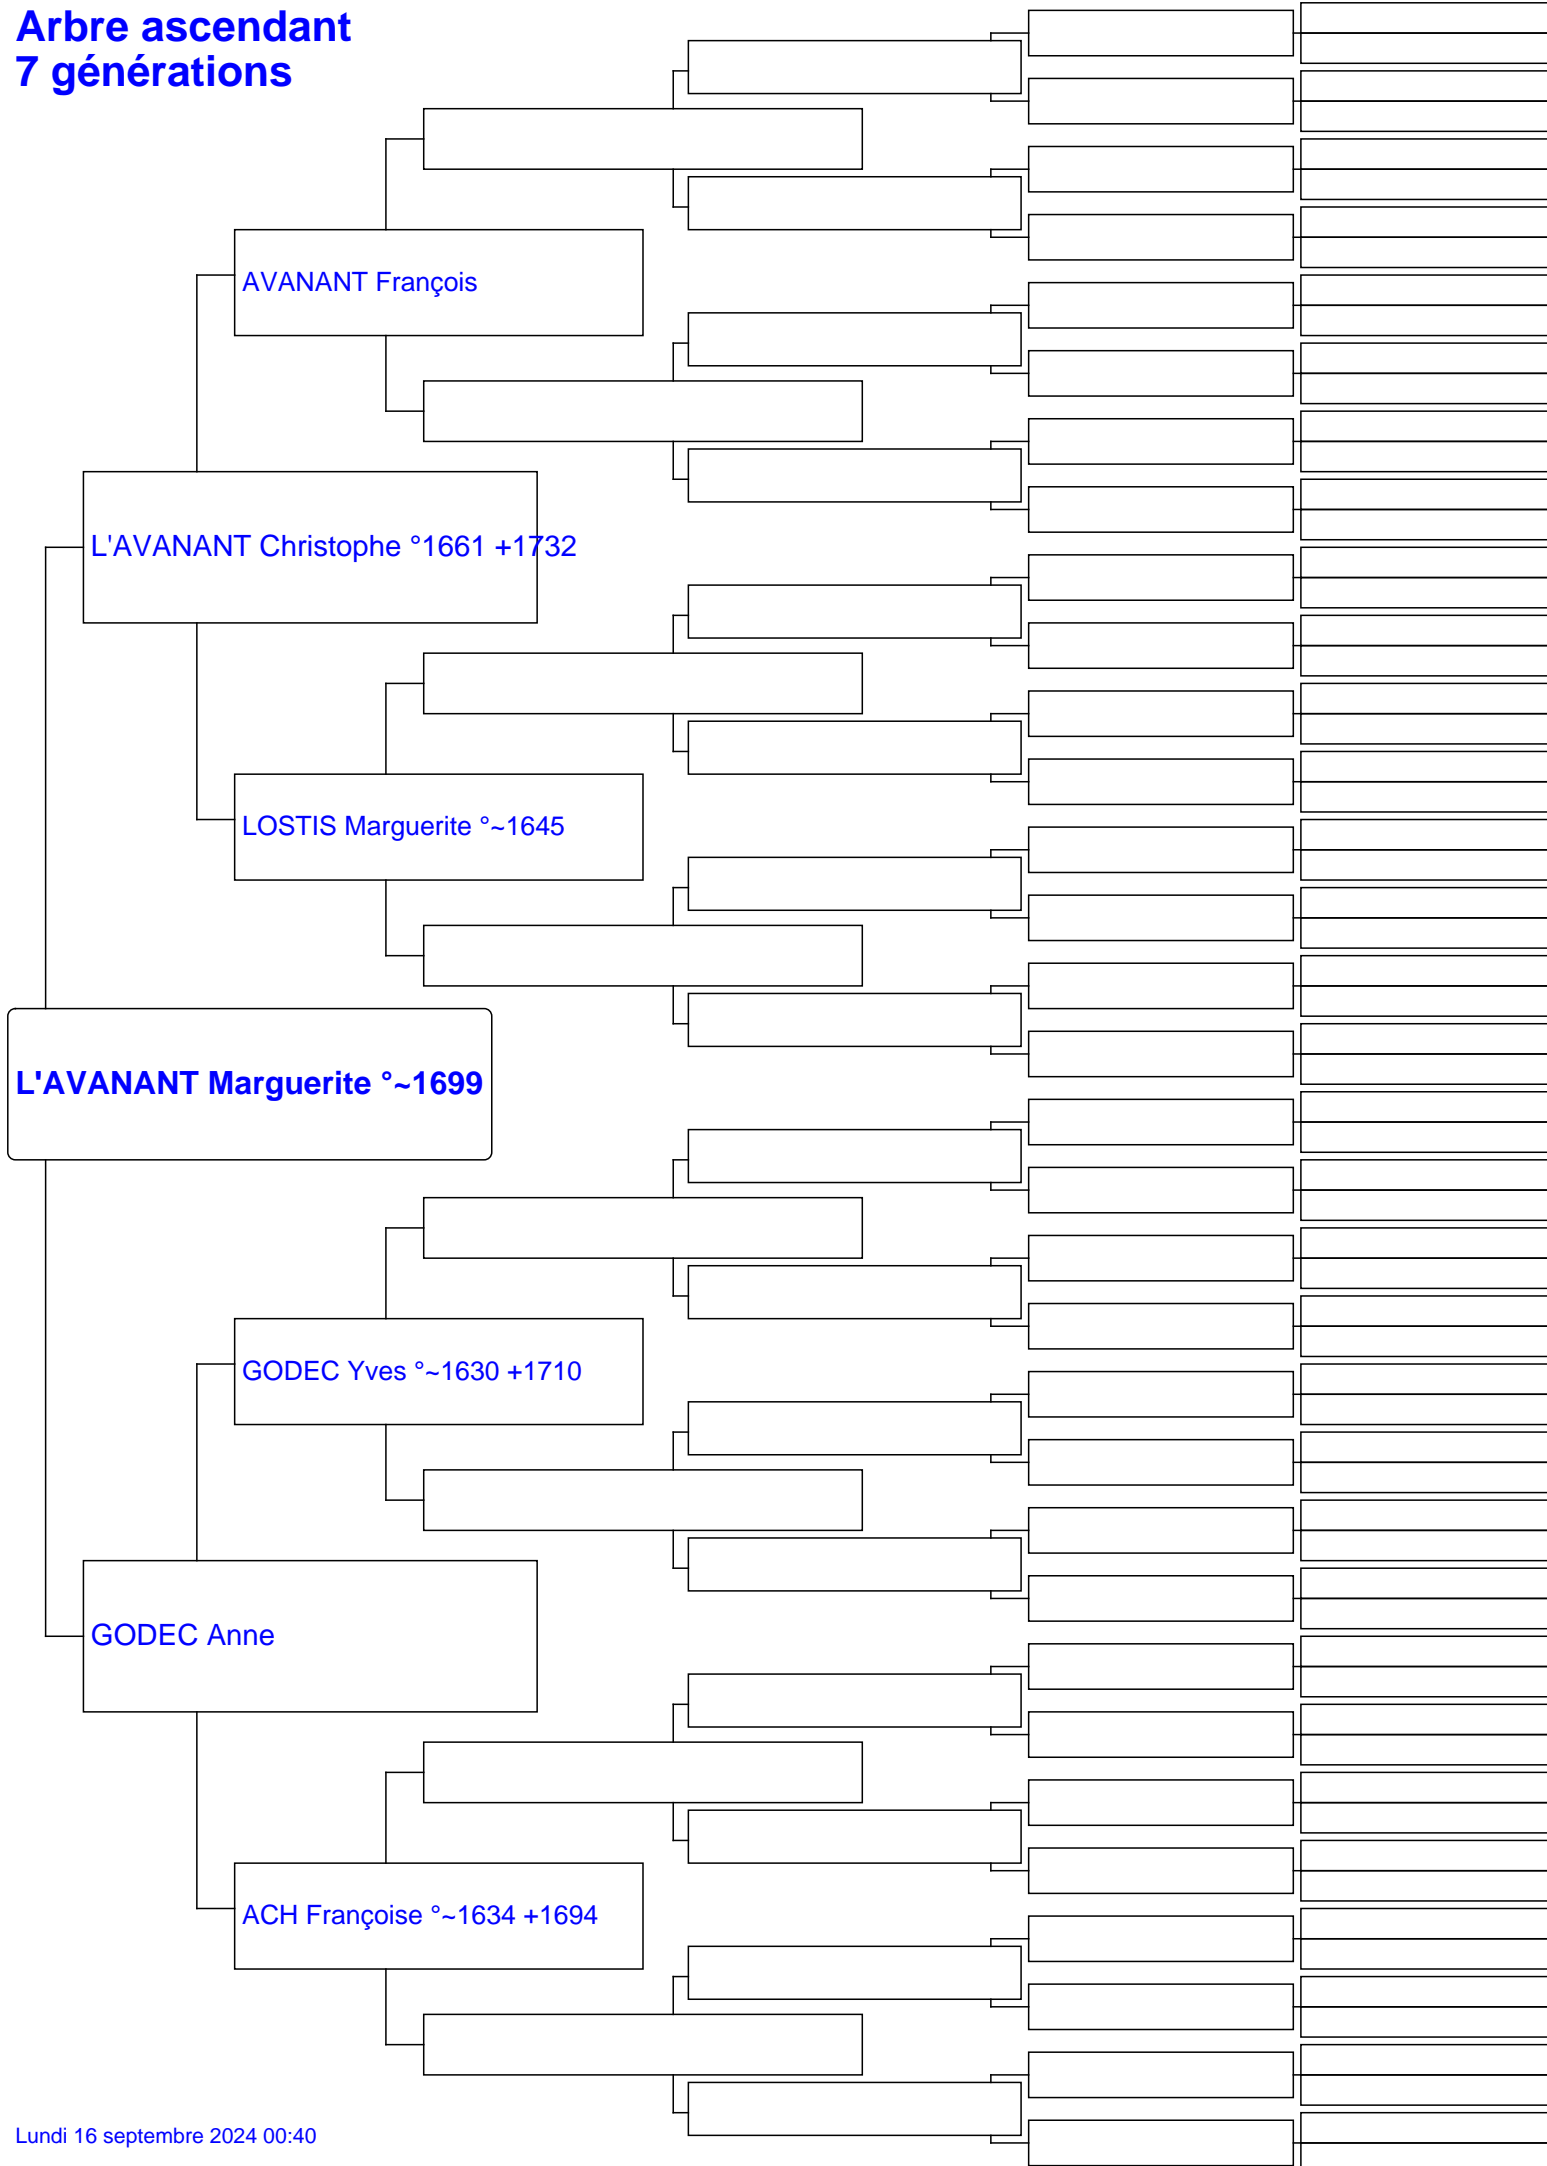 Arbre ascendant
7 générations
AVANANT François
L'AVANANT Christophe °1661 +1732
LOSTIS Marguerite °~1645
L'AVANANT Marguerite °~1699
GODEC Yves °~1630 +1710
GODEC Anne
ACH Françoise °~1634 +1694
Lundi 16 septembre 2024 00:40